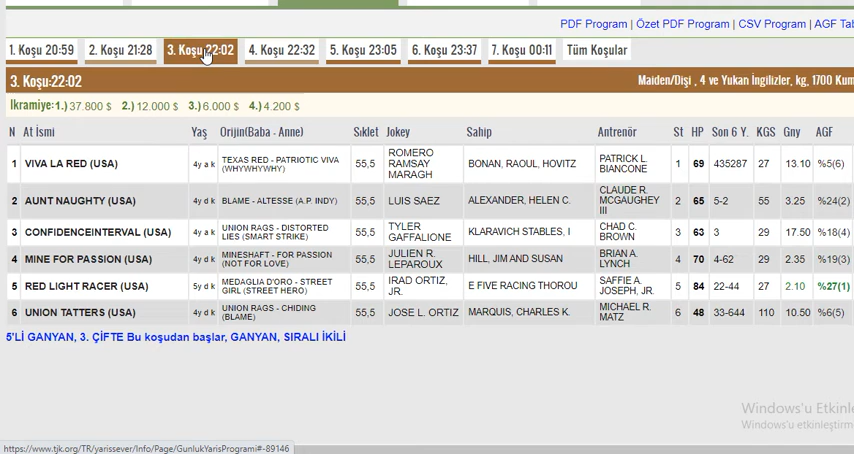 PDF Program | Özet PDF Program | CSV Program | AGF Tab
1. Koşu 20:59 2. Koşu 21:28 3. Koşu 22:02 4. Koşu 22:32 5. Koşu 23:05 6. Koşu 23:37 7. Koşu 00:11 Tüm Koşular
3. Koşu:22:02 Maiden/Dişi , 4 ve Yukarı İngilizler, kg, 1700 Kum
İkramiye: 1.) 37.800 $ 2.) 12.000 $ 3.) 6.000 $ 4.) 4.200 $
N At İsmi Yaş Orijin(Baba - Anne) Sıklet Jokey Sahip Antrenör St HP Son 6 Y. KGS Gny AGF
1 VIVA LA RED (USA) 4y a k TEXAS RED - PATRIOTIC VIVA (WHYWHYWHY) 55,5 ROMERO RAMSAY MARAGH BONAN, RAOUL, HOVITZ PATRICK L. BIANCONE 1 69 435287 27 13.10 %5(6)
2 AUNT NAUGHTY (USA) 4y d k BLAME - ALTESSE (A.P. INDY) 55,5 LUIS SAEZ ALEXANDER, HELEN C. CLAUDE R. MCGAUGHEY III 2 65 5-2 55 3.25 %24(2)
3 CONFIDENCEINTERVAL (USA) 4y a k UNION RAGS - DISTORTED LIES (SMART STRIKE) 55,5 TYLER GAFFALIONE KLARAVICH STABLES, I CHAD C. BROWN 3 63 3 29 17.50 %18(4)
4 MINE FOR PASSION (USA) 4y d k MINESHAFT - FOR PASSION (NOT FOR LOVE) 55,5 JULIEN R. LEPAROUX HILL, JIM AND SUSAN BRIAN A. LYNCH 4 70 4-62 29 2.35 %19(3)
5 RED LIGHT RACER (USA) 5y d k MEDAGLIA D'ORO - STREET GIRL (STREET HERO) 55,5 IRAD ORTIZ, JR. E FIVE RACING THOROU SAFFIE A. JOSEPH, JR. 5 84 22-44 27 2.10 %27(1)
6 UNION TATTERS (USA) 4y d k UNION RAGS - CHIDING (BLAME) 55,5 JOSE L. ORTIZ MARQUIS, CHARLES K. MICHAEL R. MATZ 6 48 33-644 110 10.50 %6(5)
5'Lİ GANYAN, 3. ÇİFTE Bu koşudan başlar, GANYAN, SIRALI İKİLİ
Windows'u Etkinle
Windows'u etkinleştirm
https://www.tjk.org/TR/yarissever/Info/Page/GunlukYarisProgrami#-89146